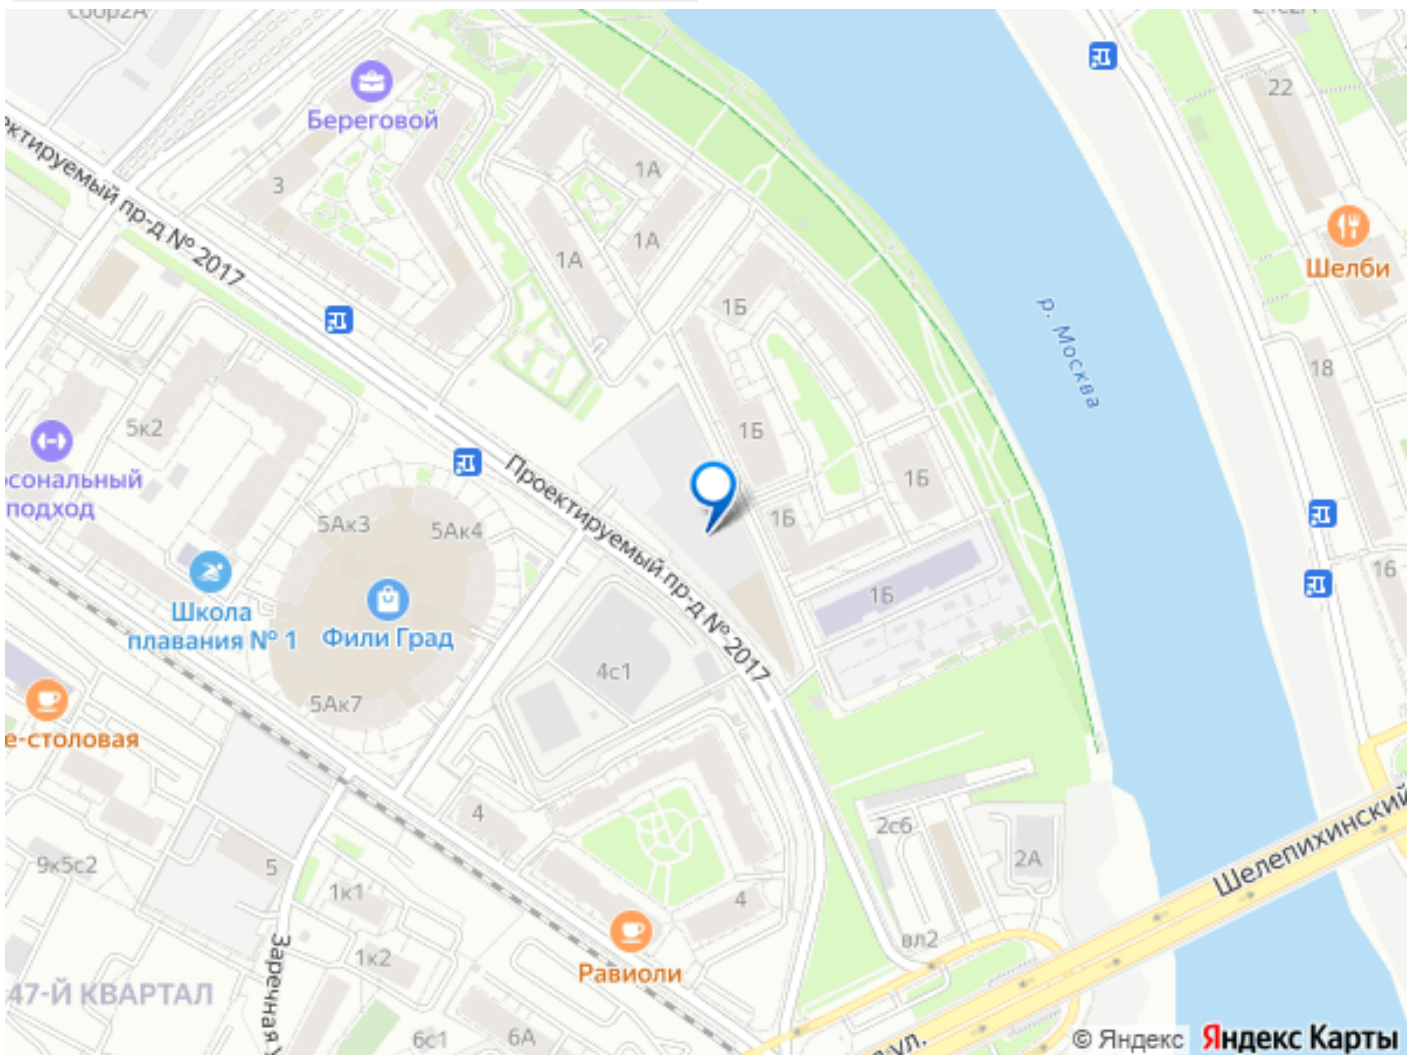 Береговой
3
1А
1А
1А
22
Шелби
Проектируемый пр-д № 2017
1Б
р. Москва
18
5к2
1Б
сональный
подход
1Б
5Ак3
5Ак4
Проектируемый пр-д № 2017
1Б
16
Школа
плавания № 1
Фили Град
1Б
4с1
5Ак7
е-столовая
Шелепихинский
4
2с6
2А
9к5с2
5
1к1
4
вл2
1к2
Равиоли
Заречная
47-Й КВАРТАЛ
6с1
6А
ул.
© Яндекс Яндекс Карты